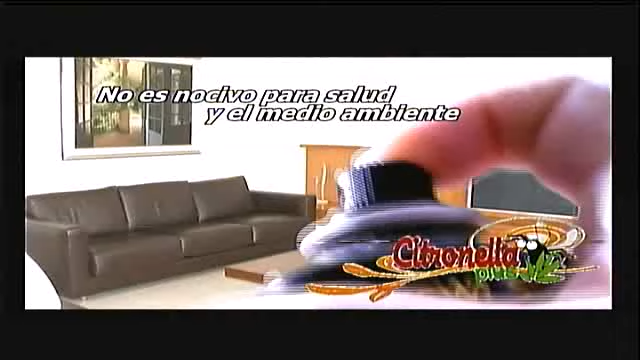 No es nocivo para salud
y el medio ambiente
Citronella
plus